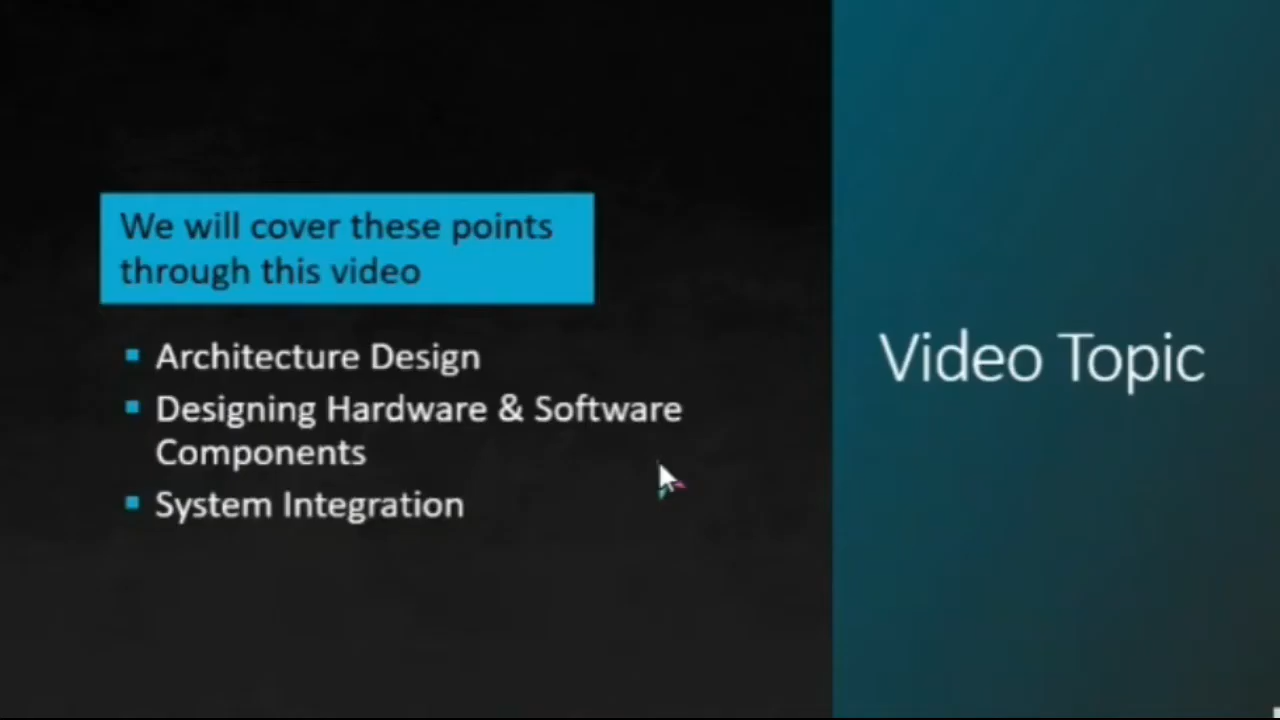 We will cover these points
through this video
Architecture Design
Designing Hardware & Software
Components
System Integration
Video Topic